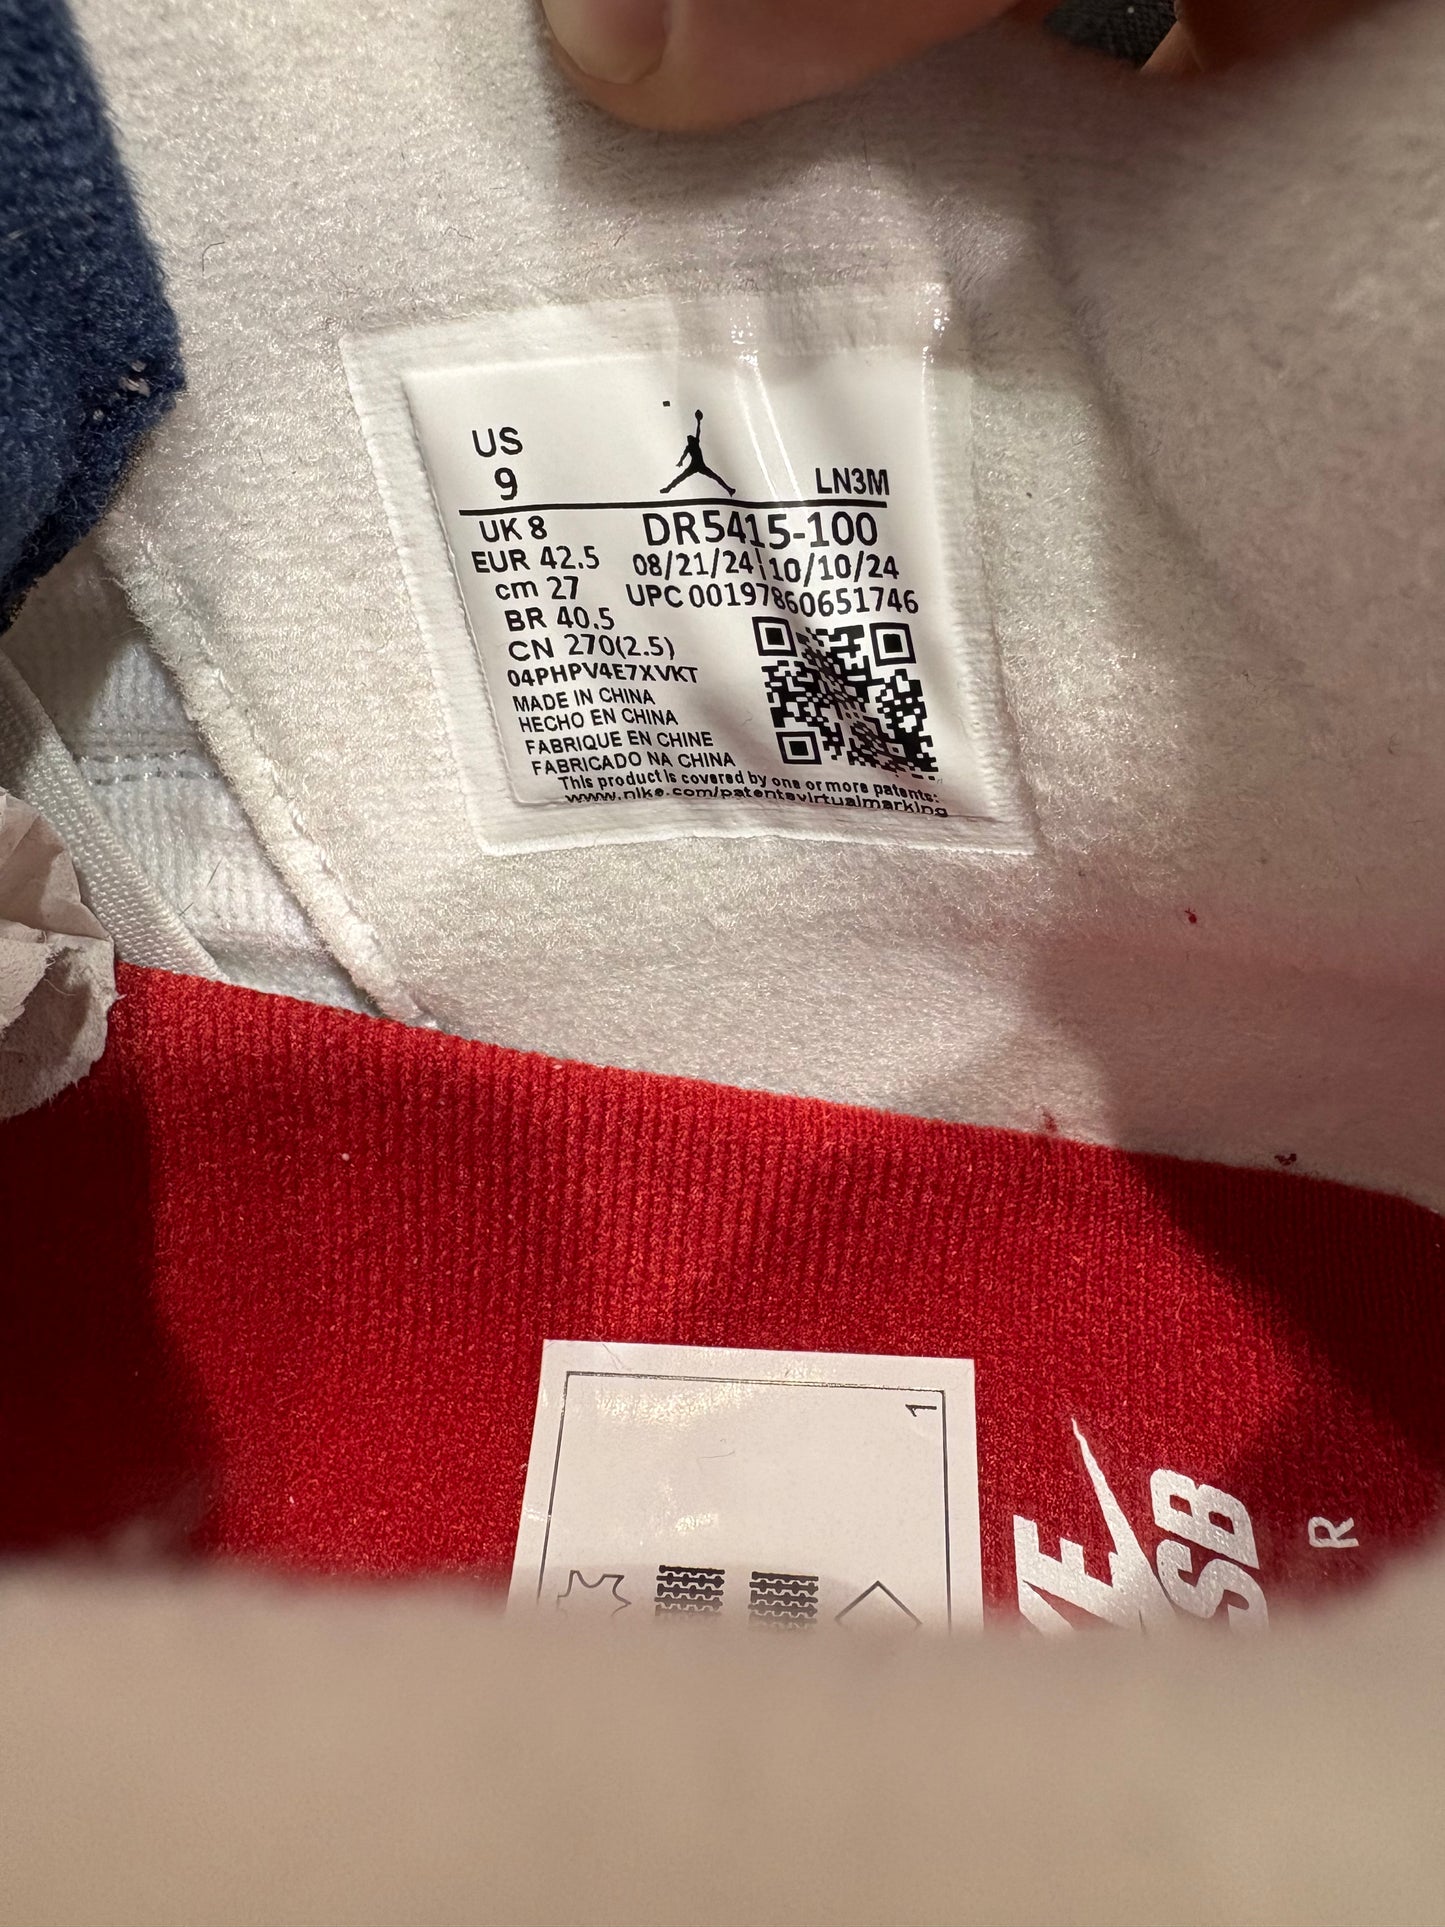 US
9
LN3M
UK 8
DR5415-100
EUR 42.5
08/21/24 10/10/24
cm 27
UPC 00197860651746
BR 40.5
CN 270(2.5)
04PHPV4E7XVKT
MADE IN CHINA
HECHO EN CHINA
FABRIQUE EN CHINE
FABRICADO NA CHINA
This product is covered by one or more patents:
www.nike.com/patentsvirtualmarking
1
SB
R